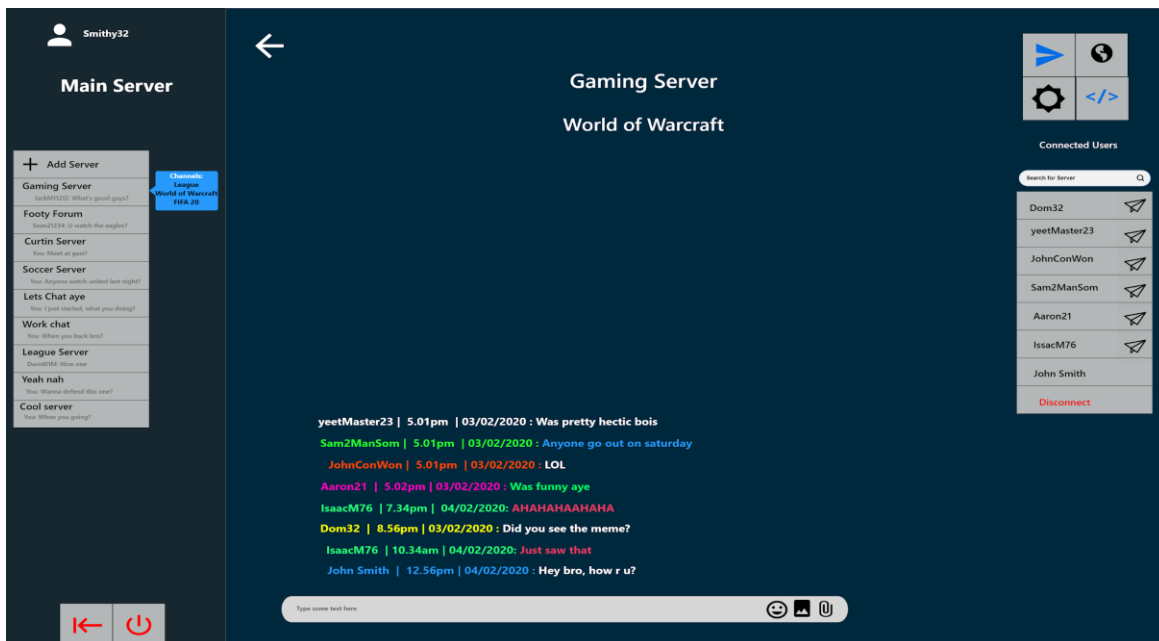 Smithy32
Main Server
Add Server
Gaming Server
JackM11212: What's good guys?
Footy Forum
Sean21234: U watch the eagles?
Curtin Server
You: Meet at gazi?
Soccer Server
You: Anyone watch united last night?
Lets Chat aye
You: I just started, what you doing?
Work chat
You: When you back bro?
League Server
DavidIIM: Nice one
Yeah nah
You: Wanna defend this one?
Cool server
You: When you going?
Channels:
League
World of Warcraft
FIFA 20
Gaming Server
World of Warcraft
yeetMaster23 | 5.01pm | 03/02/2020 : Was pretty hectic bois
Sam2ManSom | 5.01pm | 03/02/2020 : Anyone go out on saturday
JohnConWon | 5.01pm | 03/02/2020 : LOL
Aaron21 | 5.02pm | 03/02/2020 : Was funny aye
IsaacM76 | 7.34pm | 04/02/2020: AHAHAHAAHAHA
Dom32 | 8.56pm | 03/02/2020 : Did you see the meme?
IsaacM76 | 10.34am | 04/02/2020: Just saw that
John Smith | 12.56pm | 04/02/2020 : Hey bro, how r u?
Type some text here
</>
Connected Users
Search for Server
Dom32
yeetMaster23
JohnConWon
Sam2ManSom
Aaron21
IssacM76
John Smith
Disconnect